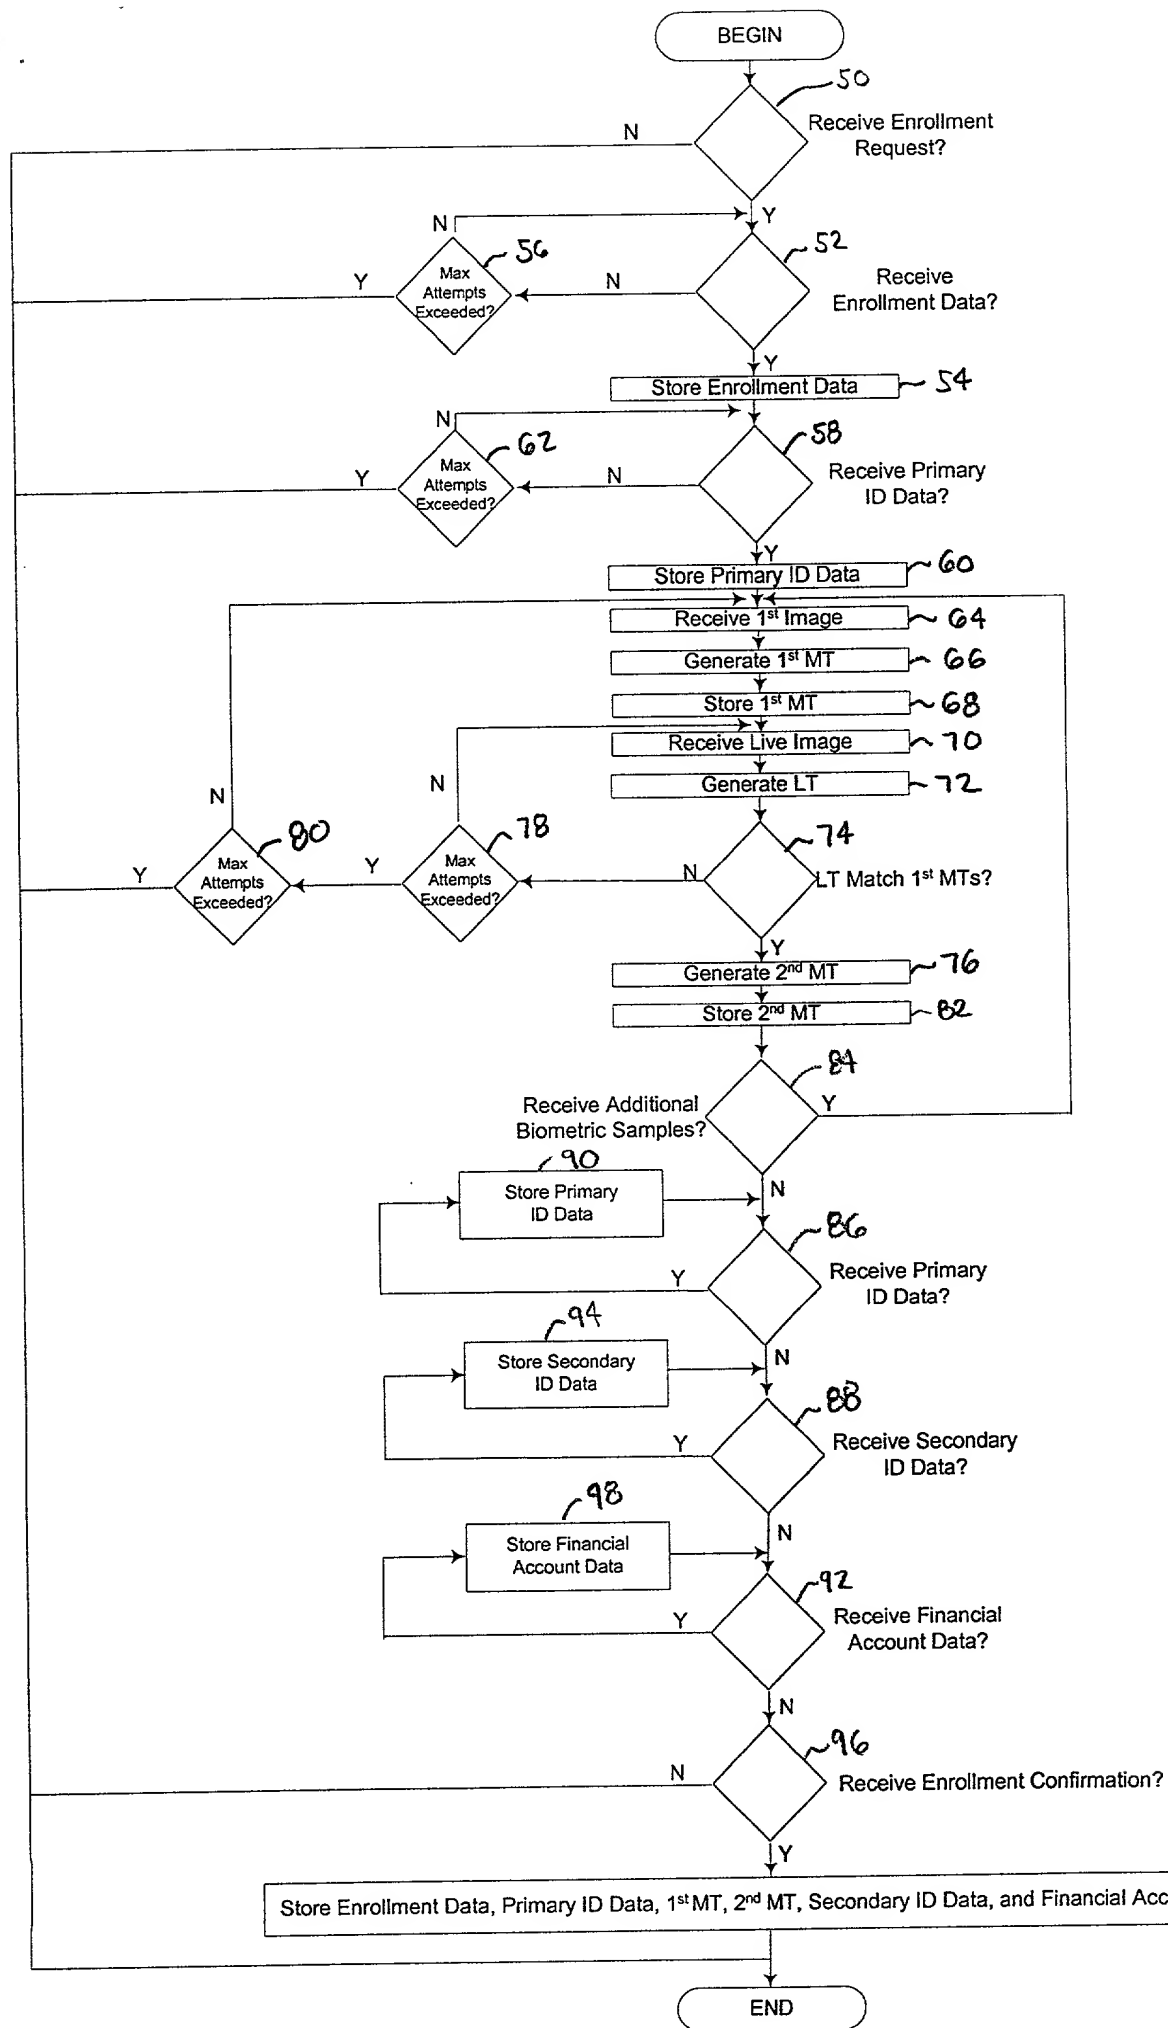 BEGIN
50
Receive Enrollment
Request?
N
Y
N
56
52
Max
Attempts
Exceeded?
Y
N
Receive
Enrollment Data?
Y
Store Enrollment Data
54
N
62
58
Max
Attempts
Exceeded?
Y
N
Receive Primary
ID Data?
Y
Store Primary ID Data
60
Receive 1st Image
64
Generate 1st MT
66
Store 1st MT
68
Receive Live Image
70
Generate LT
72
N
N
80
78
74
Max
Attempts
Exceeded?
Y
Max
Attempts
Exceeded?
Y
N
LT Match 1st MTs?
Y
Generate 2nd MT
76
Store 2nd MT
82
84
Receive Additional
Biometric Samples?
Y
N
90
Store Primary
ID Data
86
Receive Primary
ID Data?
Y
N
94
Store Secondary
ID Data
88
Receive Secondary
ID Data?
Y
N
98
Store Financial
Account Data
92
Receive Financial
Account Data?
Y
N
96
N
Receive Enrollment Confirmation?
Y
Store Enrollment Data, Primary ID Data, 1st MT, 2nd MT, Secondary ID Data, and Financial Acc
END